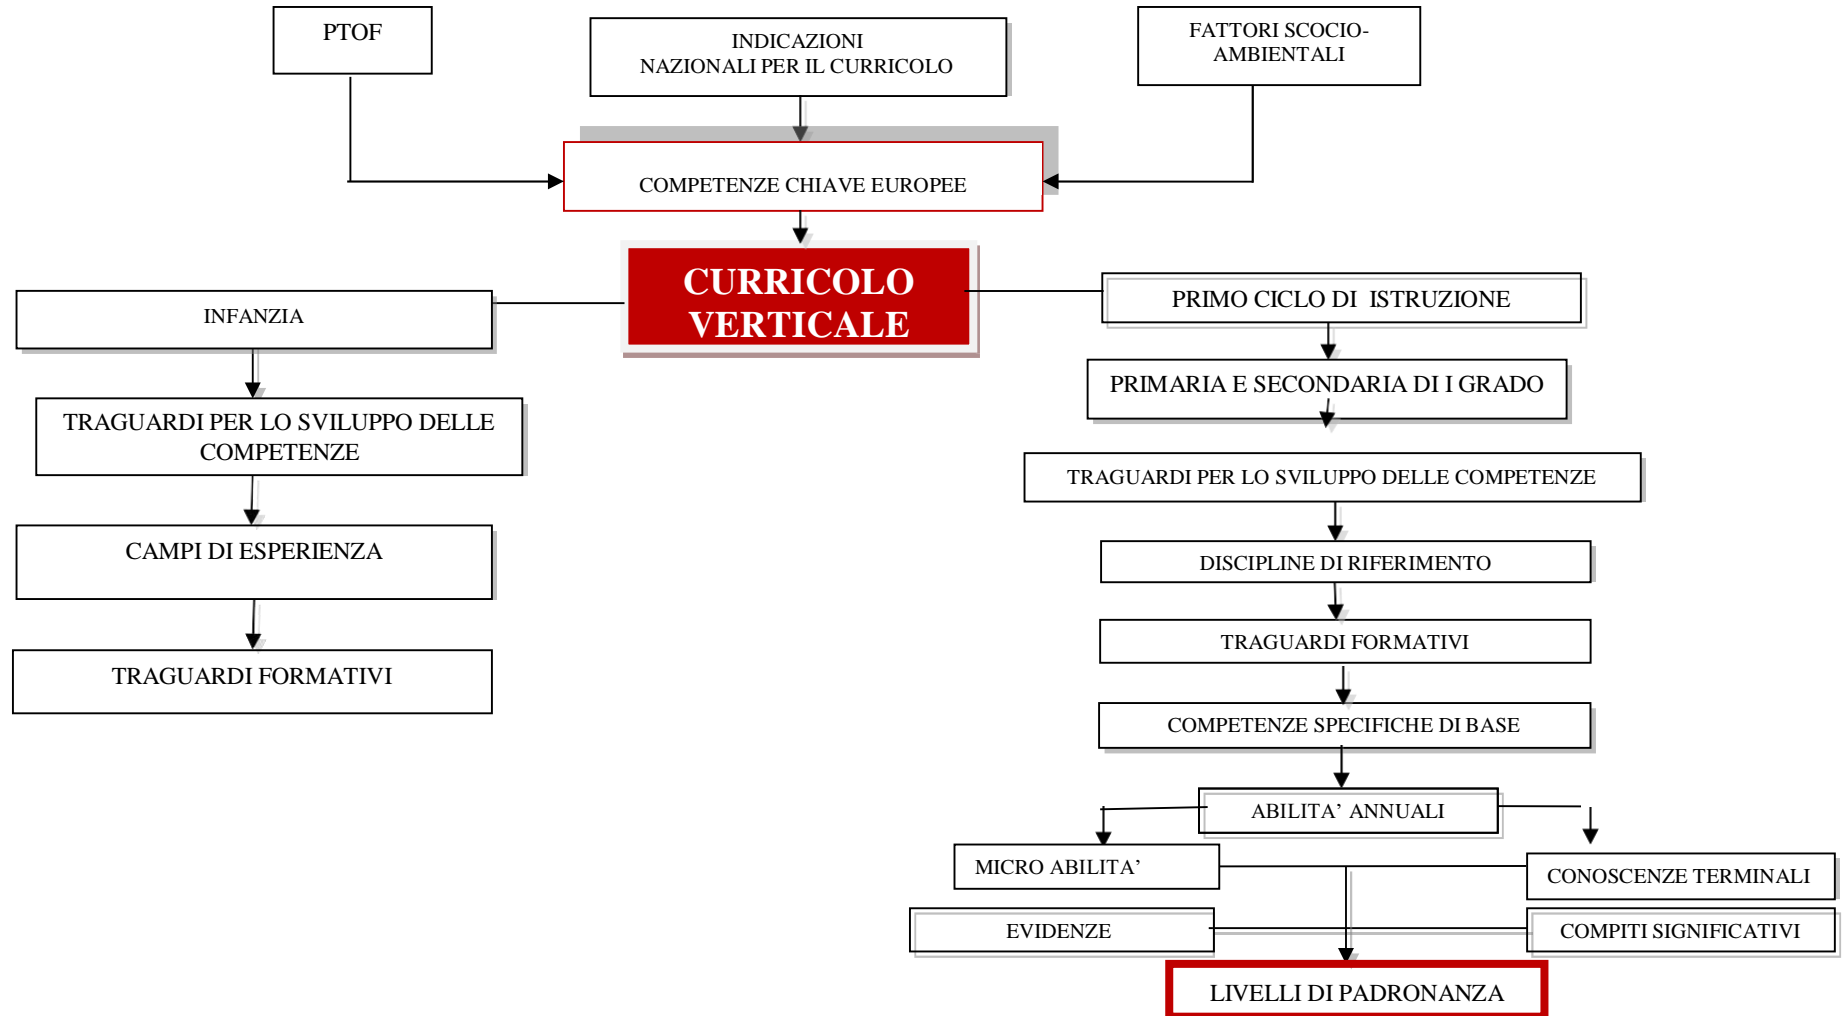 PTOF
INDICAZIONI
NAZIONALI PER IL CURRICOLO
FATTORI SCOCIO-
AMBIENTALI
COMPETENZE CHIAVE EUROPEE
CURRICOLO
VERTICALE
INFANZIA
TRAGUARDI PER LO SVILUPPO DELLE
COMPETENZE
CAMPI DI ESPERIENZA
TRAGUARDI FORMATIVI
PRIMO CICLO DI ISTRUZIONE
PRIMARIA E SECONDARIA DI I GRADO
TRAGUARDI PER LO SVILUPPO DELLE COMPETENZE
DISCIPLINE DI RIFERIMENTO
TRAGUARDI FORMATIVI
COMPETENZE SPECIFICHE DI BASE
ABILITA’ ANNUALI
MICRO ABILITA’
CONOSCENZE TERMINALI
EVIDENZE
COMPITI SIGNIFICATIVI
LIVELLI DI PADRONANZA